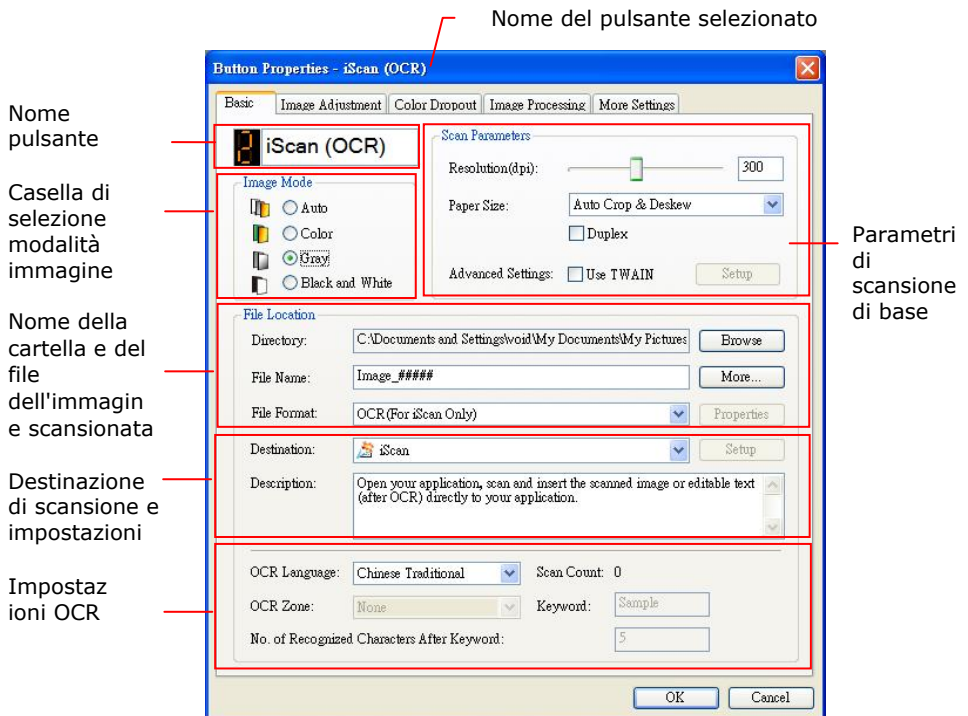 Nome del pulsante selezionato
Button Properties - iScan (OCR)
Basic
Image Adjustment
Color Dropout
Image Processing
More Settings
Nome
pulsante
2
iScan (OCR)
Casella di
selezione
modalità
immagine
Image Mode
Auto
Color
Gray
Black and White
Scan Parameters
Resolution(dpi): 300
Paper Size: Auto Crop & Deskew
Duplex
Advanced Settings: Use TWAIN Setup
Parametri
di
scansione
di base
Nome della
cartella e del
file
dell'immagin
e scansionata
File Location
Directory: C:\Documents and Settings\void\My Documents\My Pictures Browse
File Name: Image_##### More...
File Format: OCR(For iScan Only) Properties
Destinazione
di scansione e
impostazioni
Destination: iScan Setup
Description: Open your application, scan and insert the scanned image or editable text
(after OCR) directly to your application.
Impostaz
ioni OCR
OCR Language: Chinese Traditional Scan Count: 0
OCR Zone: None Keyword: Sample
No. of Recognized Characters After Keyword: 5
OK Cancel